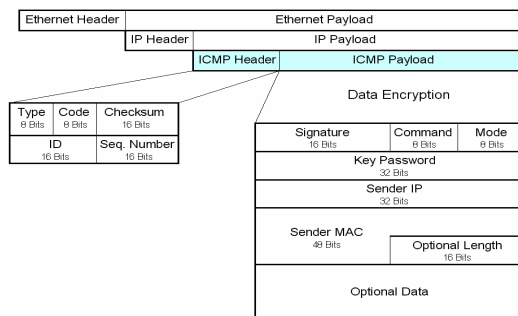 Ethernet Header Ethernet Payload
IP Header IP Payload
ICMP Header ICMP Payload
Data Encryption
Type Code Checksum
8 Bits 8 Bits 16 Bits
ID Seq. Number
16 Bits 16 Bits
Signature Command Mode
16 Bits 8 Bits 8 Bits
Key Password
32 Bits
Sender IP
32 Bits
Sender MAC
48 Bits
Optional Length
16 Bits
Optional Data